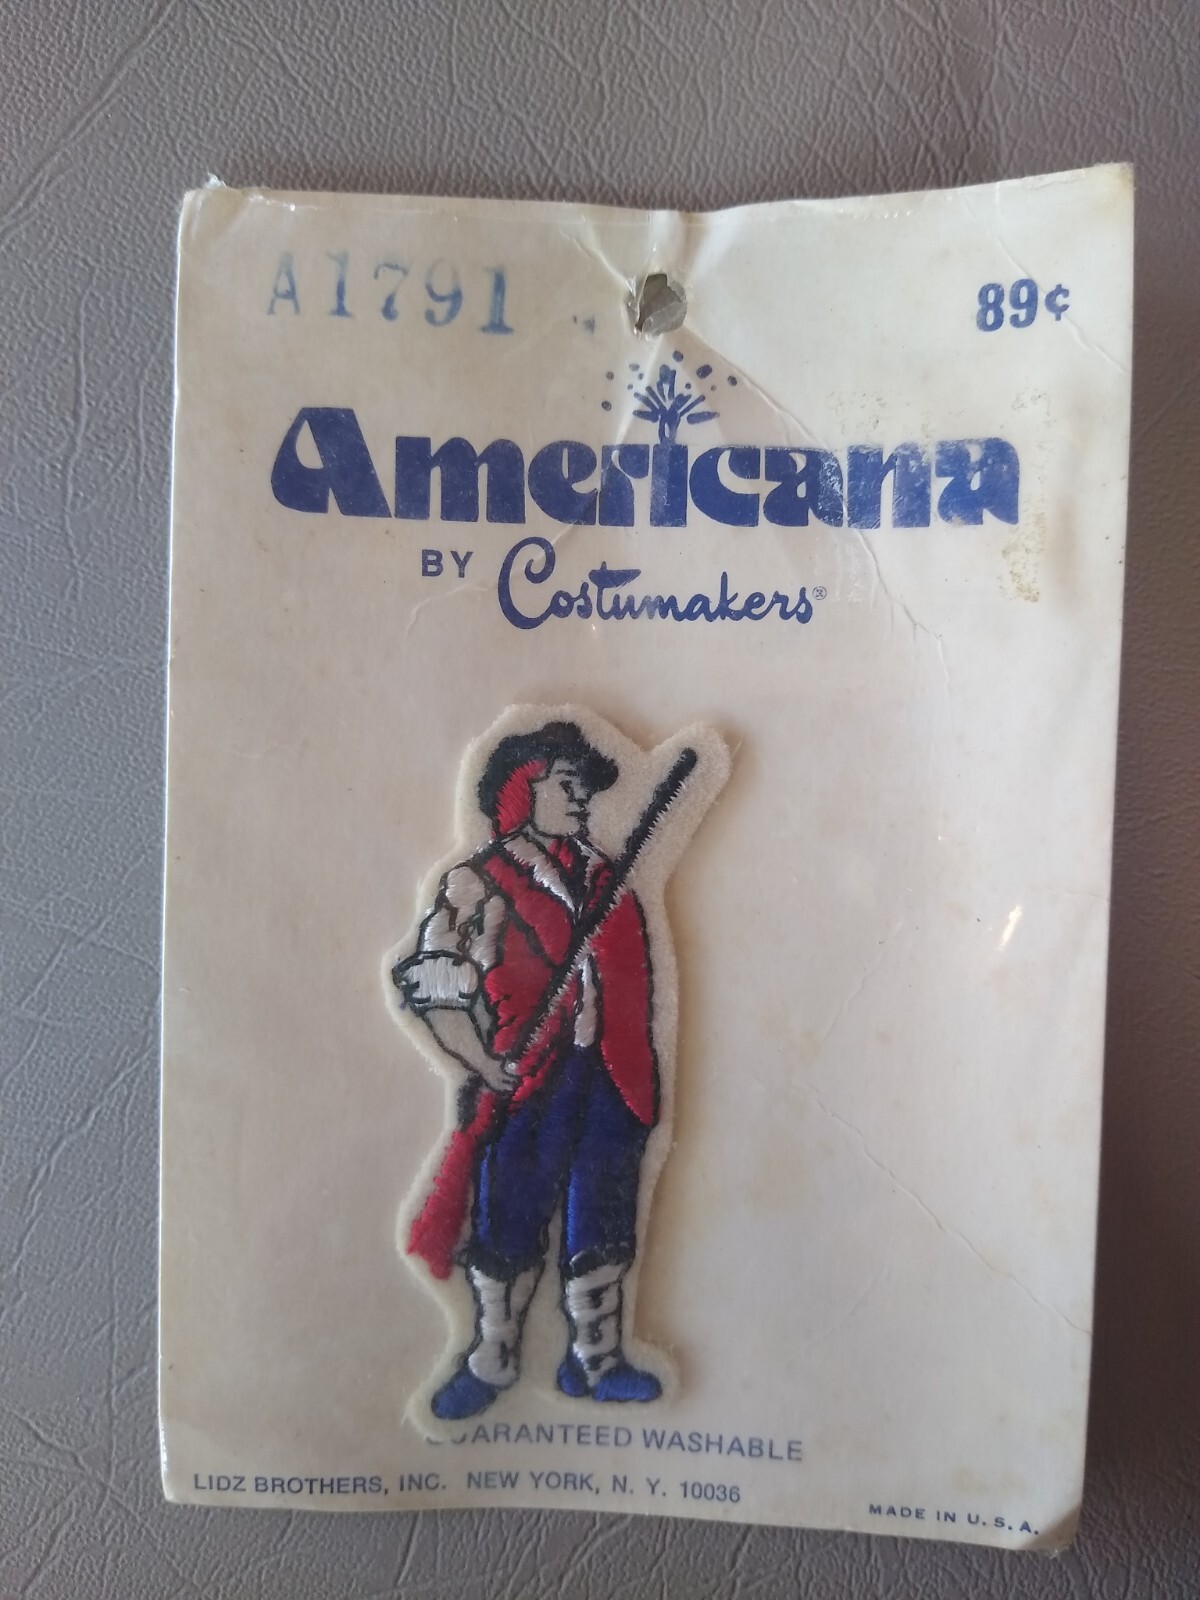 A1791
89¢
Americana
BY Costumakers®
GUARANTEED WASHABLE
LIDZ BROTHERS, INC. NEW YORK, N. Y. 10036
MADE IN U.S.A.